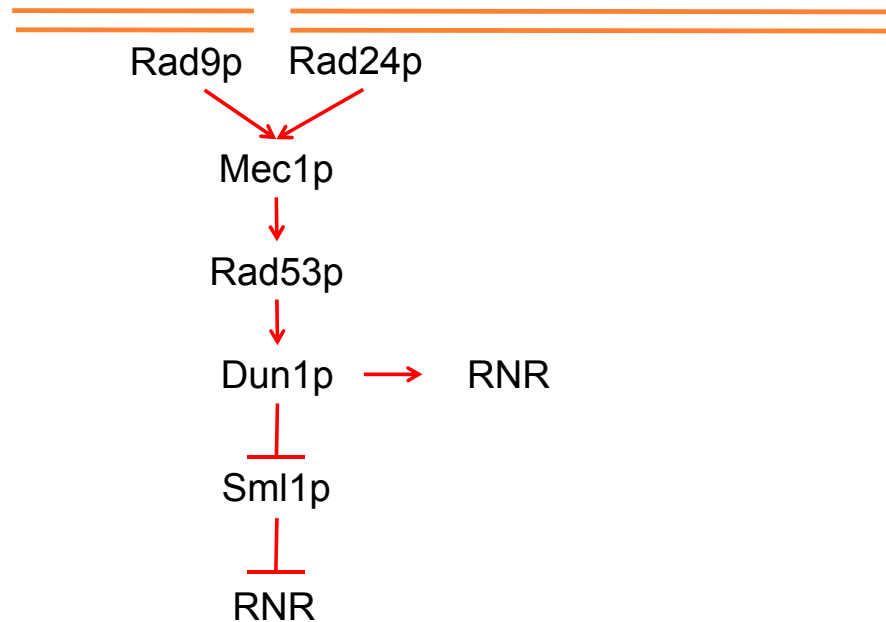 Rad9p Rad24p
Mec1p
Rad53p
Dun1p RNR
Sml1p
RNR